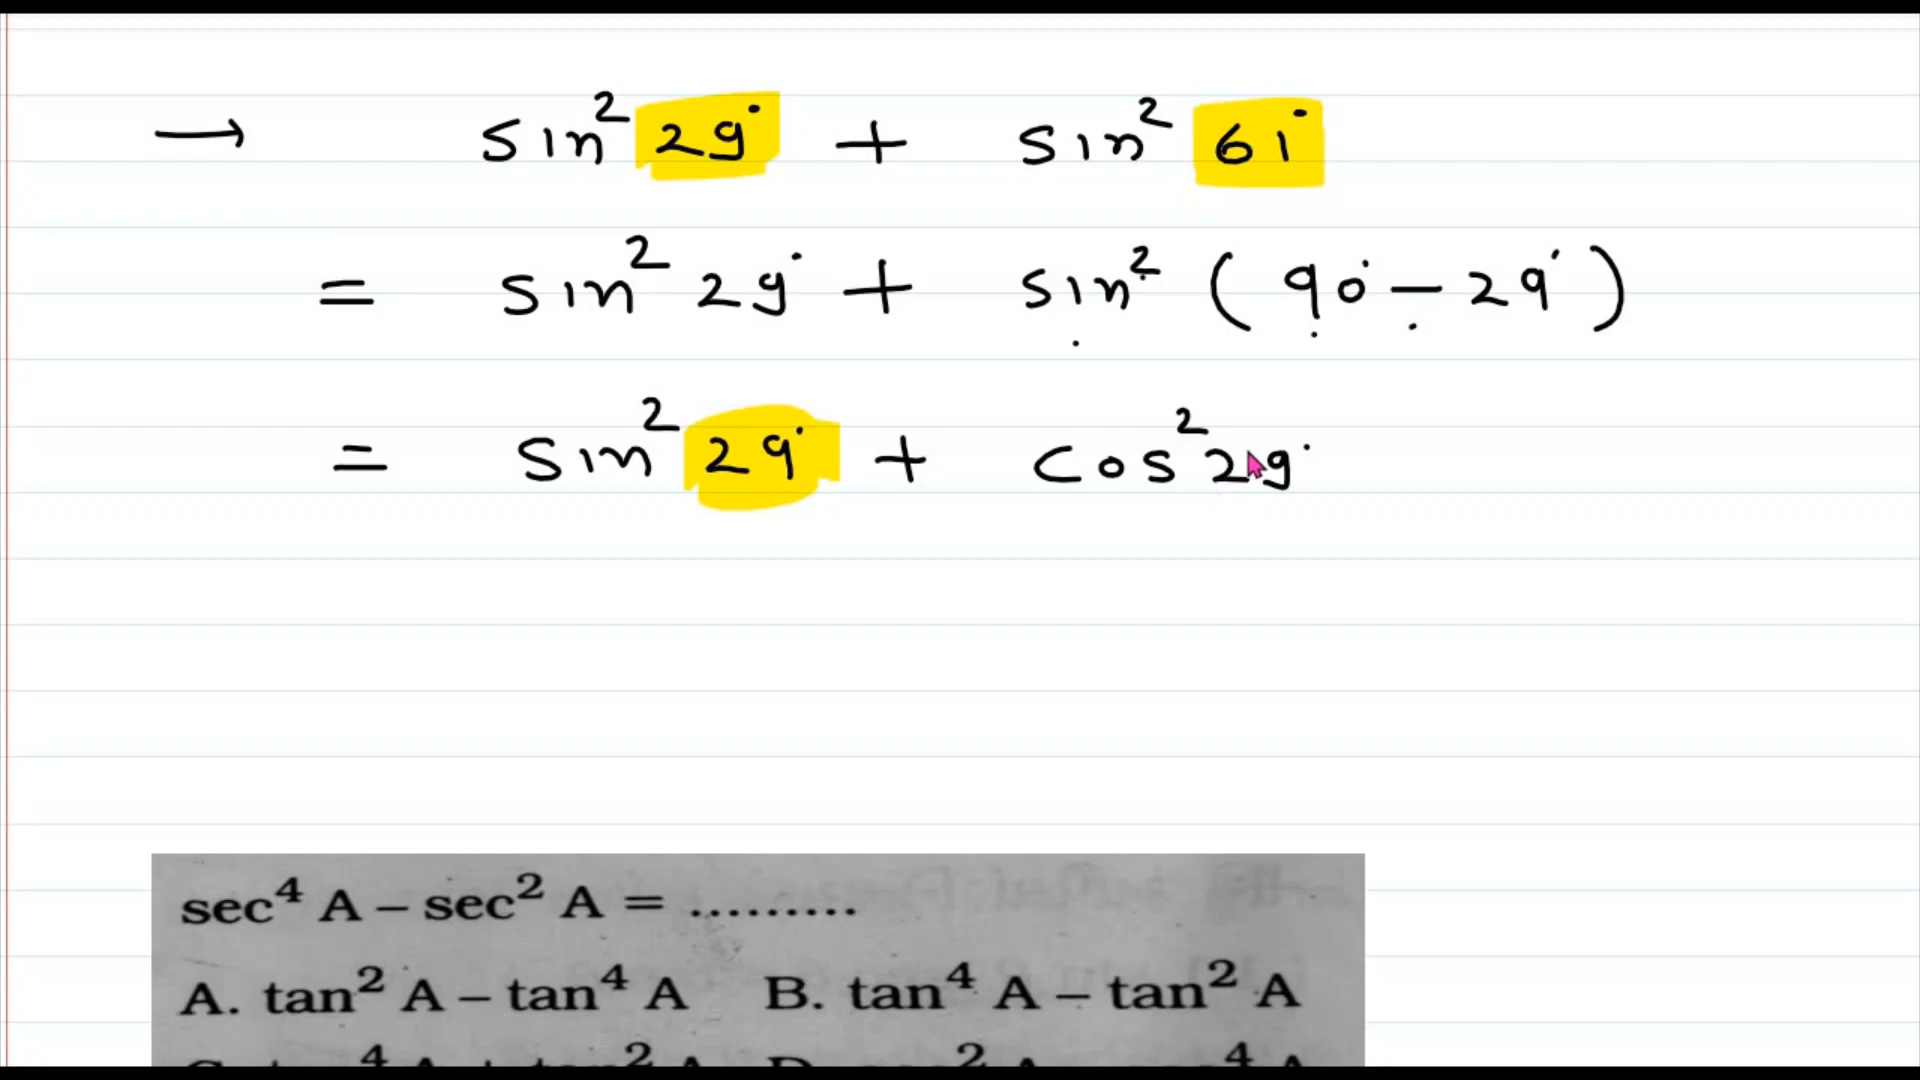 → sin² 29° + sin² 61°
= sin² 29° + sin² (90° – 29°)
= sin² 29° + cos² 29°
sec⁴ A – sec² A = .........
A. tan² A – tan⁴ A B. tan⁴ A – tan² A